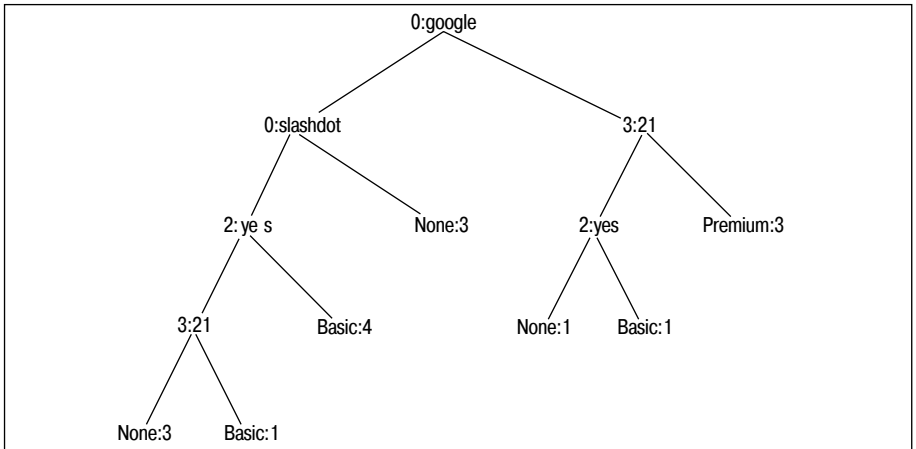 0:google
0:slashdot 3:21
2: ye s None:3 2:yes Premium:3
3:21 Basic:4 None:1 Basic:1
None:3 Basic:1